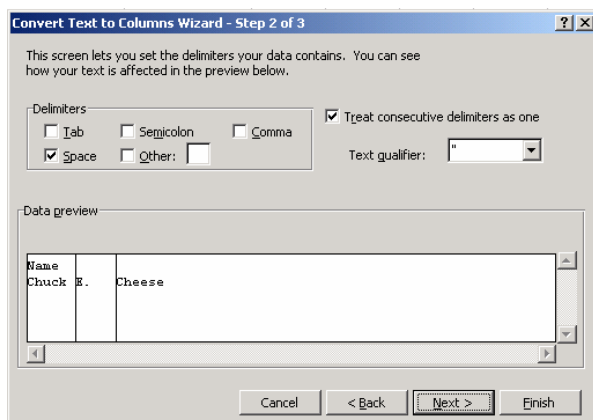 Convert Text to Columns Wizard - Step 2 of 3
This screen lets you set the delimiters your data contains. You can see
how your text is affected in the preview below.
Delimiters
Tab
Semicolon
Comma
Space
Other:
Treat consecutive delimiters as one
Text qualifier:
"
Data preview
Name
Chuck E. Cheese
Cancel
< Back
Next >
Finish